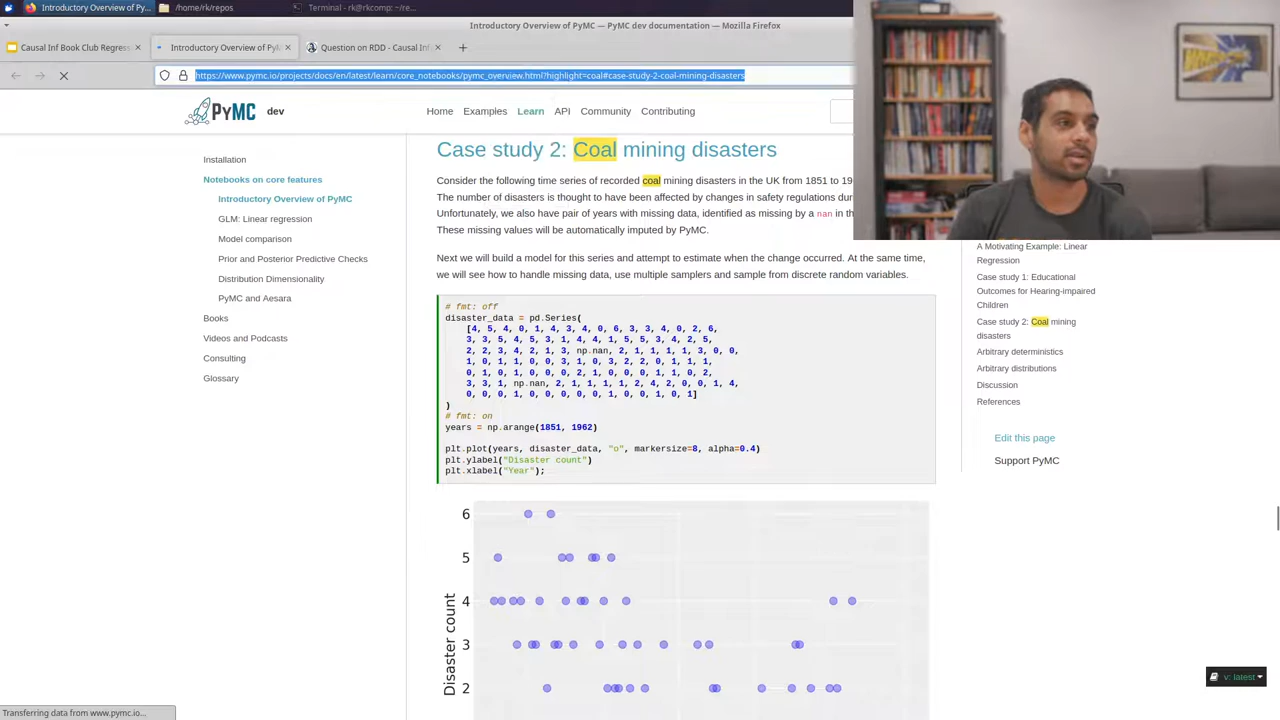 Introductory Overview of Py...
/home/rk/repos
Terminal - rk@rkcomp: ~/re...
Introductory Overview of PyMC — PyMC dev documentation — Mozilla Firefox
Causal Inf Book Club Regres
Introductory Overview of PyM
Question on RDD - Causal Inf
https://www.pymc.io/projects/docs/en/latest/learn/core_notebooks/pymc_overview.html?highlight=coal#case-study-2-coal-mining-disasters
PyMC
dev
Home
Examples
Learn
API
Community
Contributing
Installation
Notebooks on core features
Introductory Overview of PyMC
GLM: Linear regression
Model comparison
Prior and Posterior Predictive Checks
Distribution Dimensionality
PyMC and Aesara
Books
Videos and Podcasts
Consulting
Glossary
Case study 2: Coal mining disasters
Consider the following time series of recorded coal mining disasters in the UK from 1851 to 19
The number of disasters is thought to have been affected by changes in safety regulations dur
Unfortunately, we also have pair of years with missing data, identified as missing by a nan in th
These missing values will be automatically imputed by PyMC.
Next we will build a model for this series and attempt to estimate when the change occurred. At the same time,
we will see how to handle missing data, use multiple samplers and sample from discrete random variables.
# fmt: off
disaster_data = pd.Series(
[4, 5, 4, 0, 1, 4, 3, 4, 0, 6, 3, 3, 4, 0, 2, 6,
3, 3, 5, 4, 5, 3, 1, 4, 4, 1, 5, 5, 3, 4, 2, 5,
2, 2, 3, 4, 2, 1, 3, np.nan, 2, 1, 1, 1, 1, 3, 0, 0,
1, 0, 1, 1, 0, 0, 3, 1, 0, 3, 2, 2, 0, 1, 1, 1,
0, 1, 0, 1, 0, 0, 0, 2, 1, 0, 0, 0, 1, 1, 0, 2,
3, 3, 1, np.nan, 2, 1, 1, 1, 1, 2, 4, 2, 0, 0, 1, 4,
0, 0, 0, 1, 0, 0, 0, 0, 0, 1, 0, 0, 1, 0, 1]
)
# fmt: on
years = np.arange(1851, 1962)
plt.plot(years, disaster_data, "o", markersize=8, alpha=0.4)
plt.ylabel("Disaster count")
plt.xlabel("Year");
6
5
4
3
2
Disaster count
A Motivating Example: Linear
Regression
Case study 1: Educational
Outcomes for Hearing-impaired
Children
Case study 2: Coal mining
disasters
Arbitrary deterministics
Arbitrary distributions
Discussion
References
Edit this page
Support PyMC
v: latest
Transferring data from www.pymc.io...